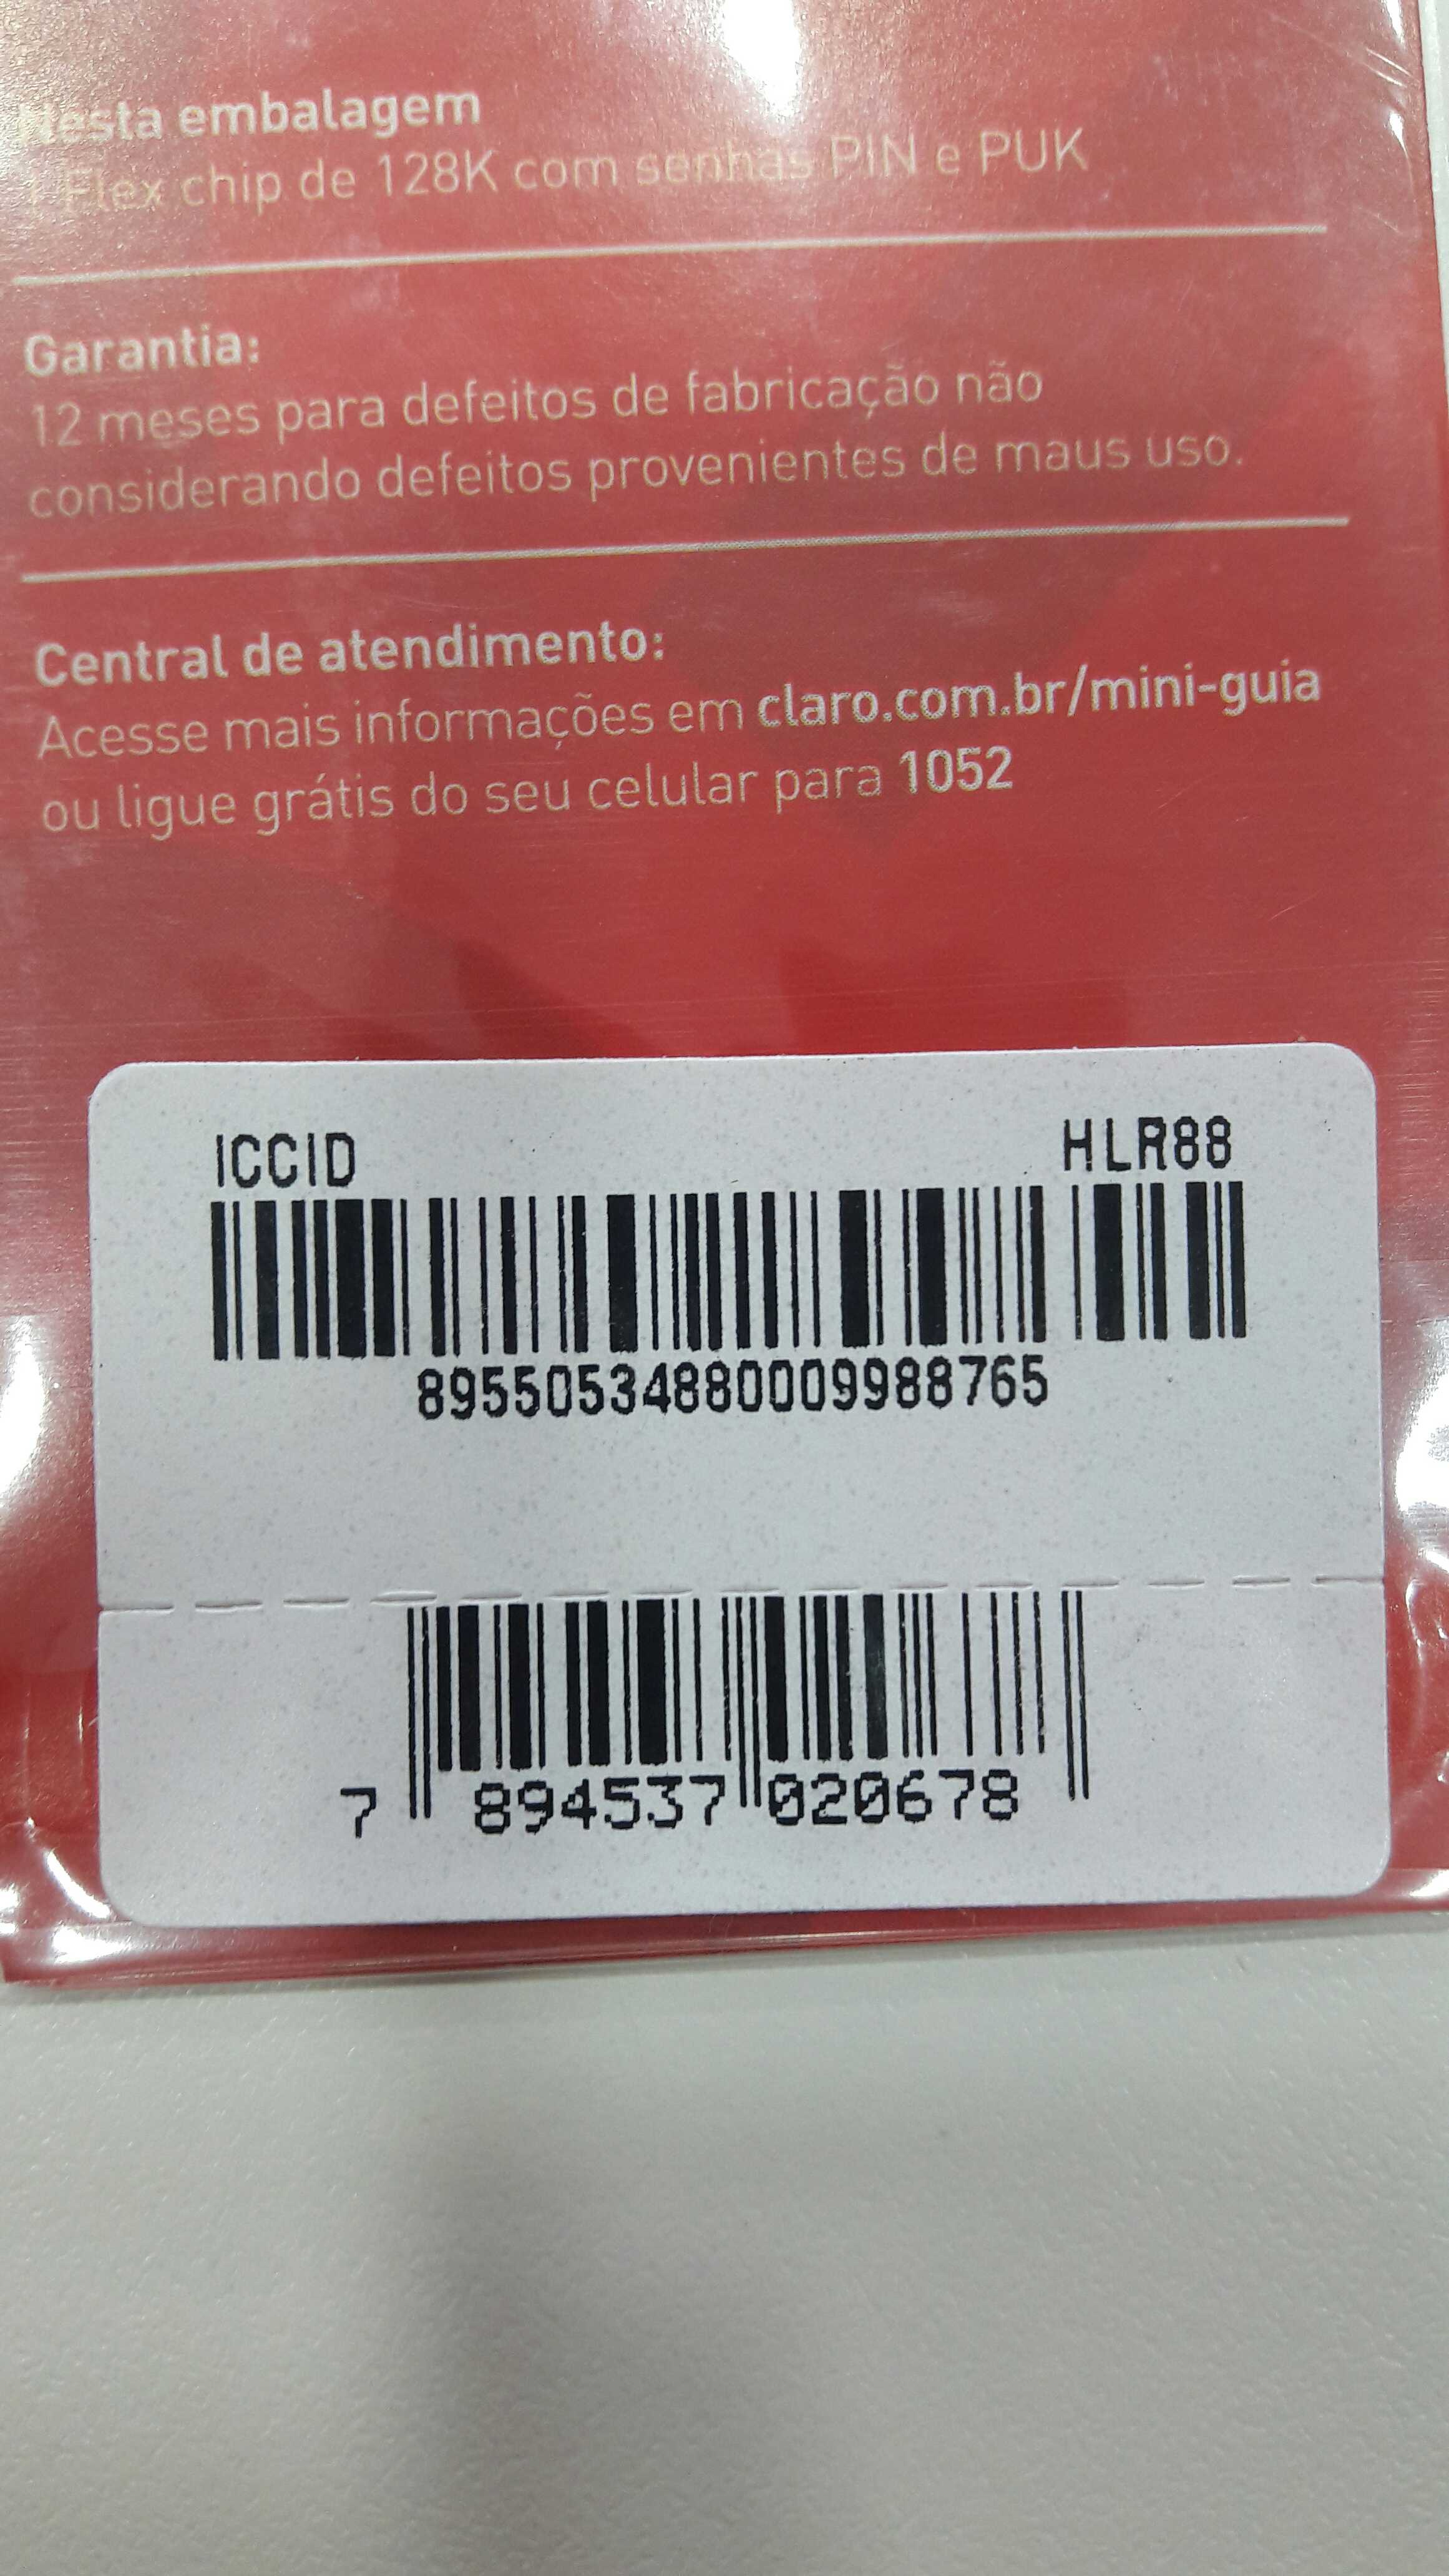 Nesta embalagem
1 Flex chip de 128K com senhas PIN e PUK
Garantia:
12 meses para defeitos de fabricação não
considerando defeitos provenientes de maus uso.
Central de atendimento:
Acesse mais informações em claro.com.br/mini-guia
ou ligue grátis do seu celular para 1052
ICCID HLR88
89550534880009988765
7 894537 020678